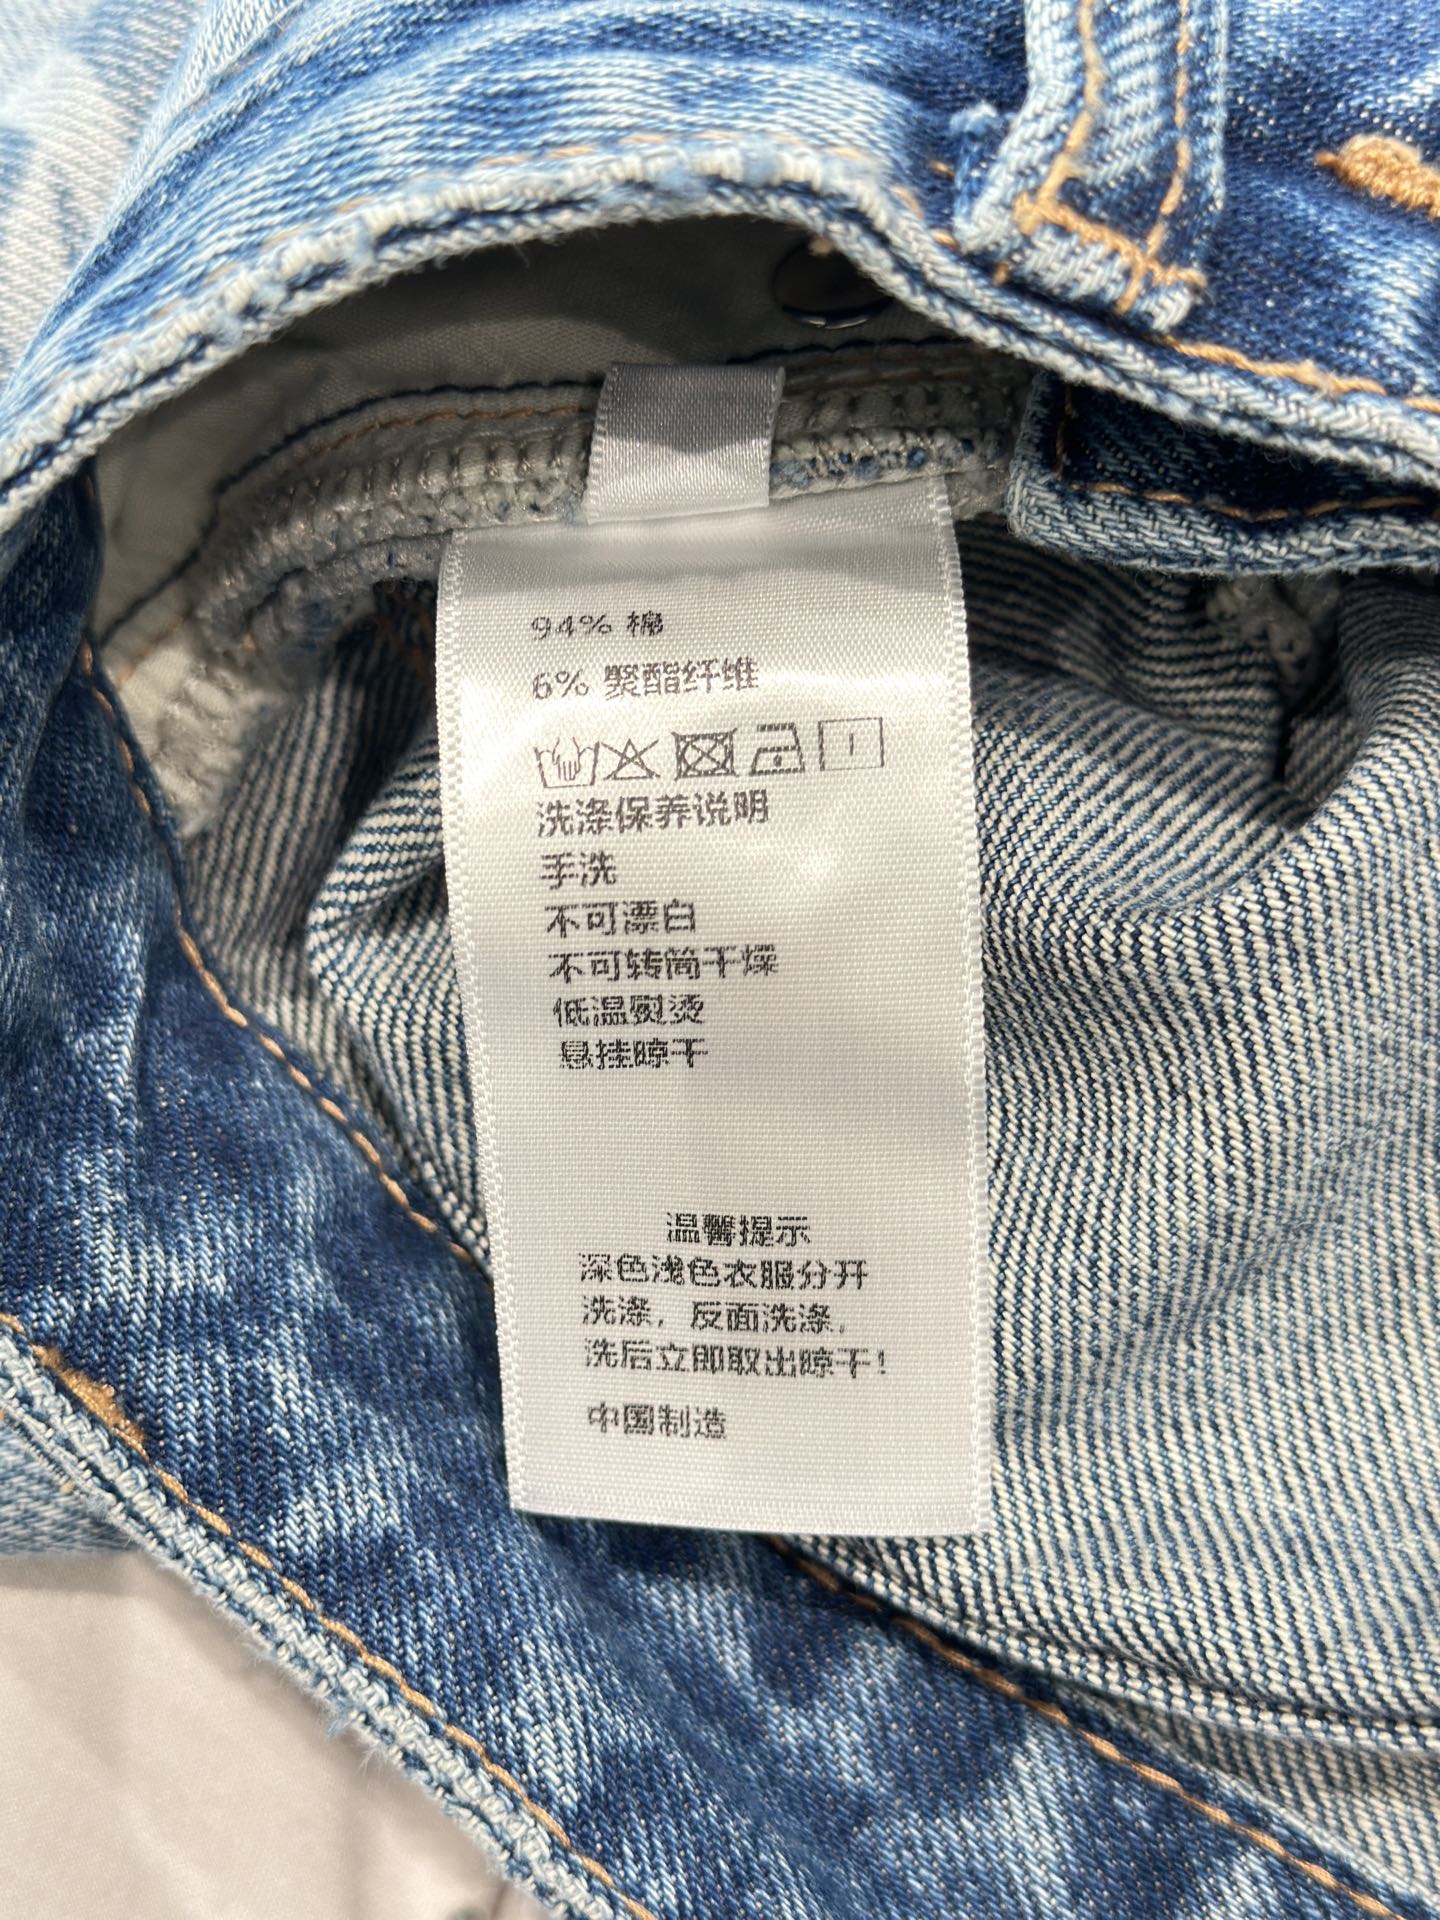 94% 棉
6% 聚酯纤维
洗涤保养说明
手洗
不可漂白
不可转筒干燥
低温熨烫
悬挂晾干
温馨提示
深色浅色衣服分开
洗涤，反面洗涤，
洗后立即取出晾干！
中国制造